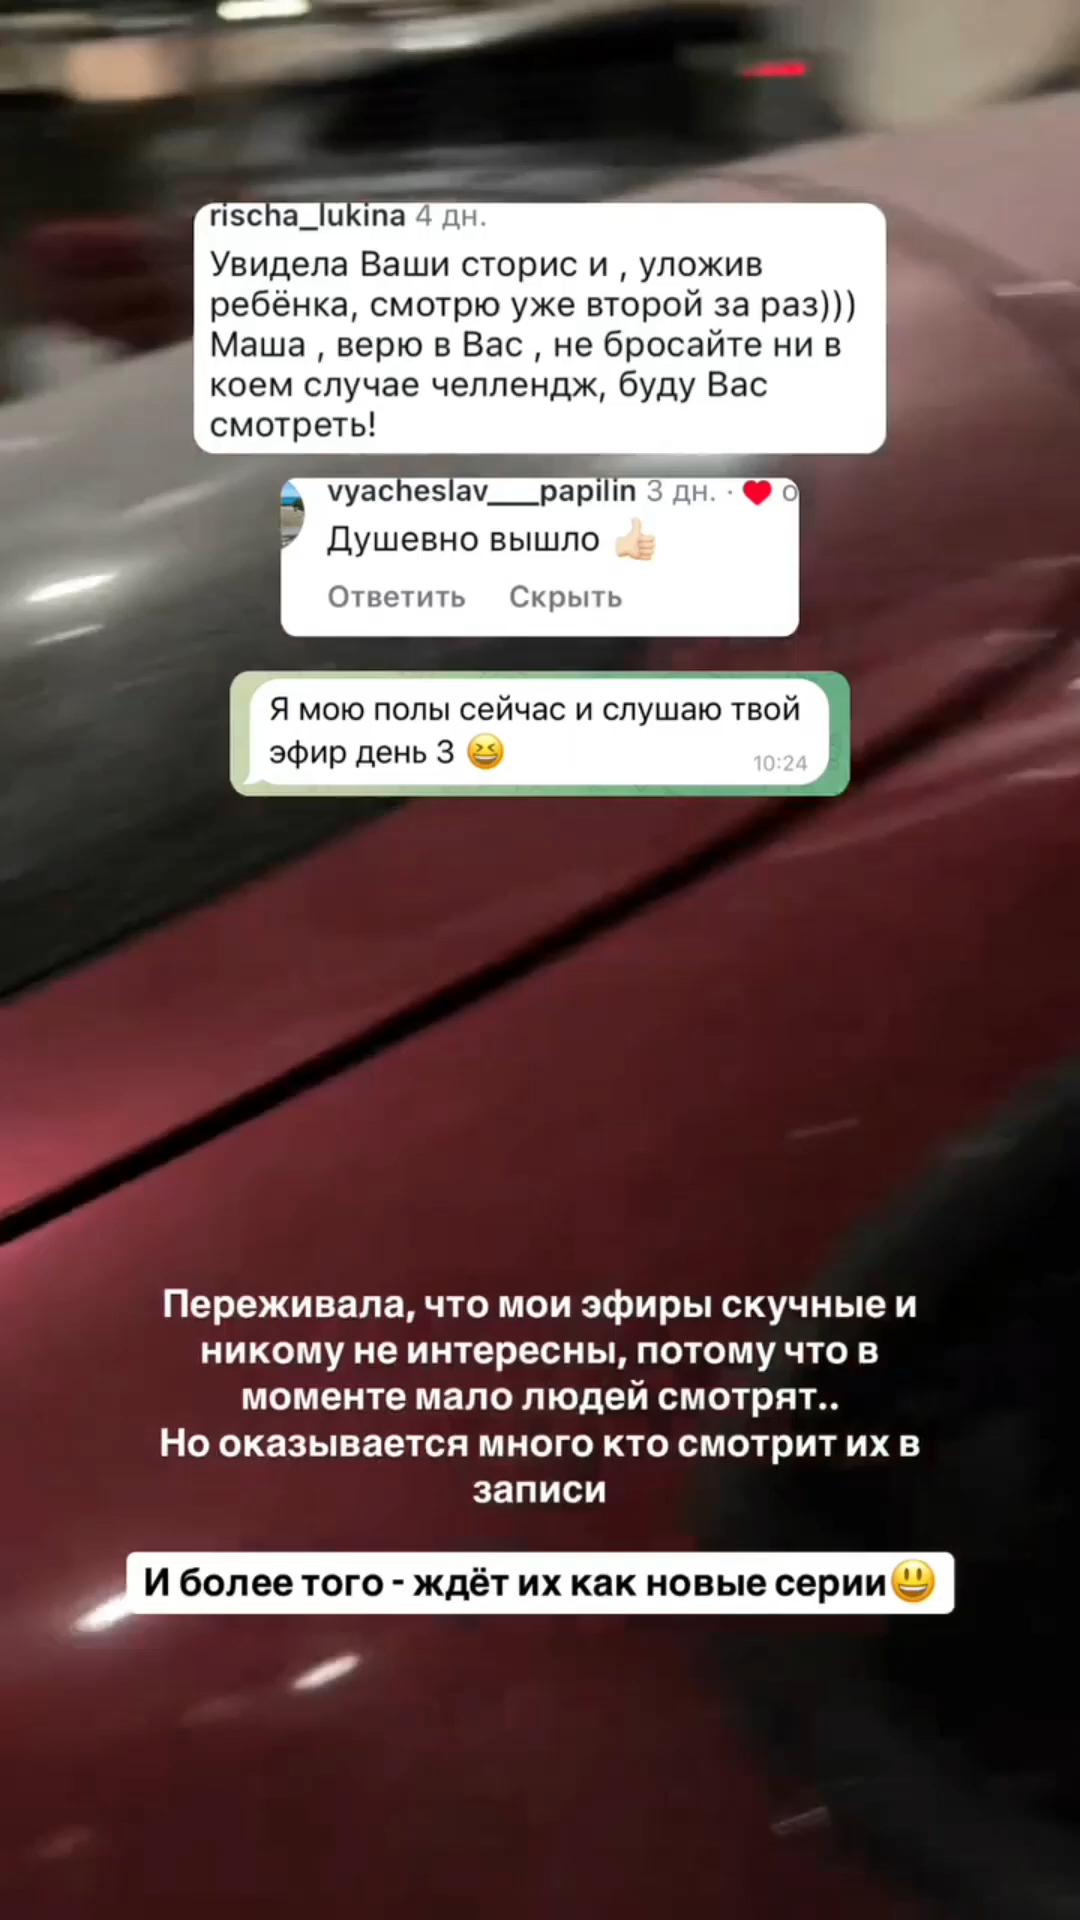 rischa_lukina 4 дн.
Увидела Ваши сторис и , уложив
ребёнка, смотрю уже второй за раз)))
Маша , верю в Вас , не бросайте ни в
коем случае челлендж, буду Вас
смотреть!
vyacheslav___papilin 3 дн. · ❤️
Душевно вышло 👍🏻
Ответить Скрыть
Я мою полы сейчас и слушаю твой
эфир день 3 😆
10:24
Переживала, что мои эфиры скучные и
никому не интересны, потому что в
моменте мало людей смотрят..
Но оказывается много кто смотрит их в
записи
И более того - ждёт их как новые серии😃